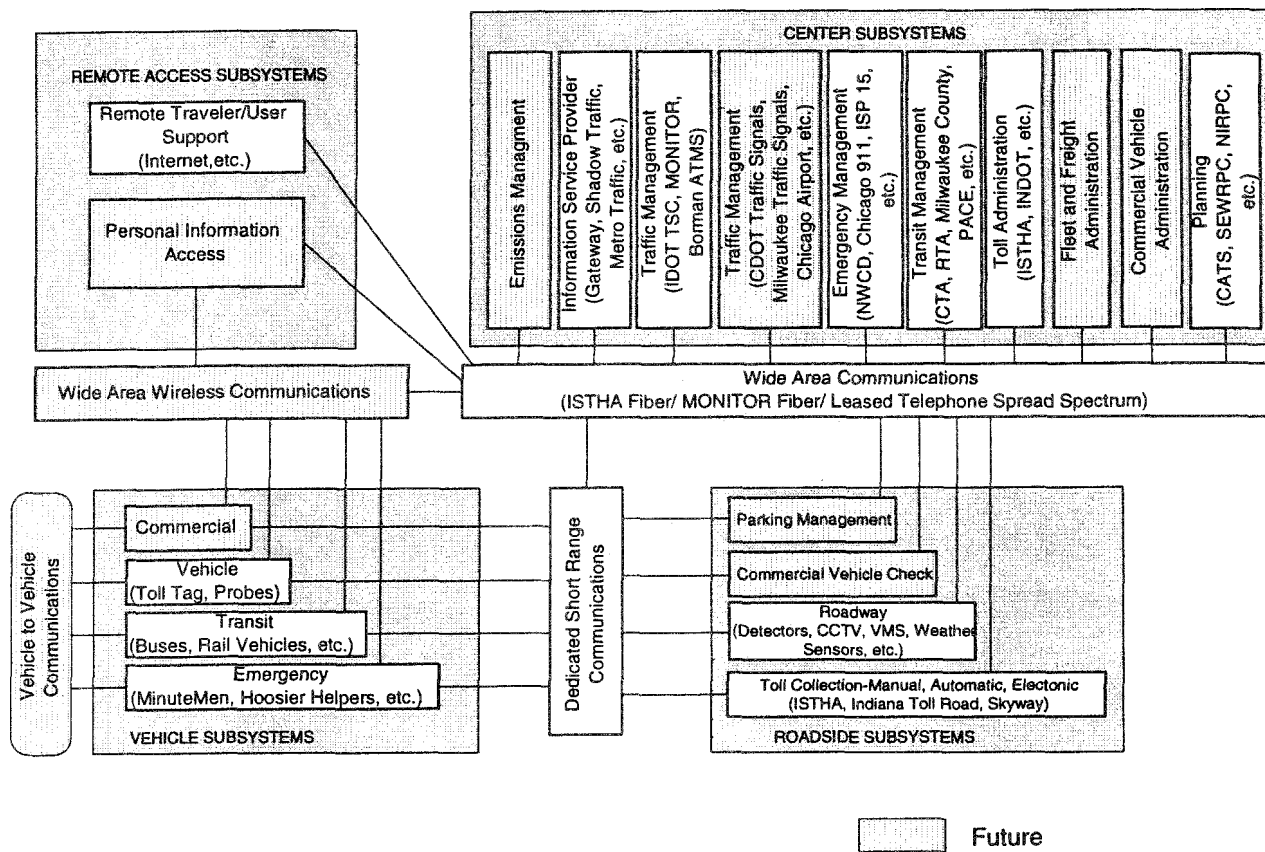 REMOTE ACCESS SUBSYSTEMS
Remote Traveler/User
Support
(Internet,etc.)
Personal Information
Access
CENTER SUBSYSTEMS
Emissions Managment
Information Service Provider
(Gateway, Shadow Traffic,
Metro Traffic, etc.)
Traffic Management
(IDOT TSC, MONITOR,
Borman ATMS)
Traffic Management
(CDOT Traffic Signals,
Milwaukee Traffic Signals,
Chicago Airport, etc.)
Emergency Management
(NWCD, Chicago 911, ISP 15,
etc.)
Transit Management
(CTA, RTA, Milwaukee County,
PACE, etc.)
Toll Administration
(ISTHA, INDOT, etc.)
Fleet and Freight
Administration
Commercial Vehicle
Administration
Planning
(CATS, SEWRPC, NIRPC,
etc.)
Wide Area Wireless Communications
Wide Area Communications
(ISTHA Fiber/ MONITOR Fiber/ Leased Telephone Spread Spectrum)
Vehicle to Vehicle
Communications
Commercial
Vehicle
(Toll Tag, Probes)
Transit
(Buses, Rail Vehicles, etc.)
Emergency
(MinuteMen, Hoosier Helpers, etc.)
VEHICLE SUBSYSTEMS
Dedicated Short Range
Communications
Parking Management
Commercial Vehicle Check
Roadway
(Detectors, CCTV, VMS, Weather
Sensors, etc.)
Toll Collection-Manual, Automatic, Electonic
(ISTHA, Indiana Toll Road, Skyway)
ROADSIDE SUBSYSTEMS
Future